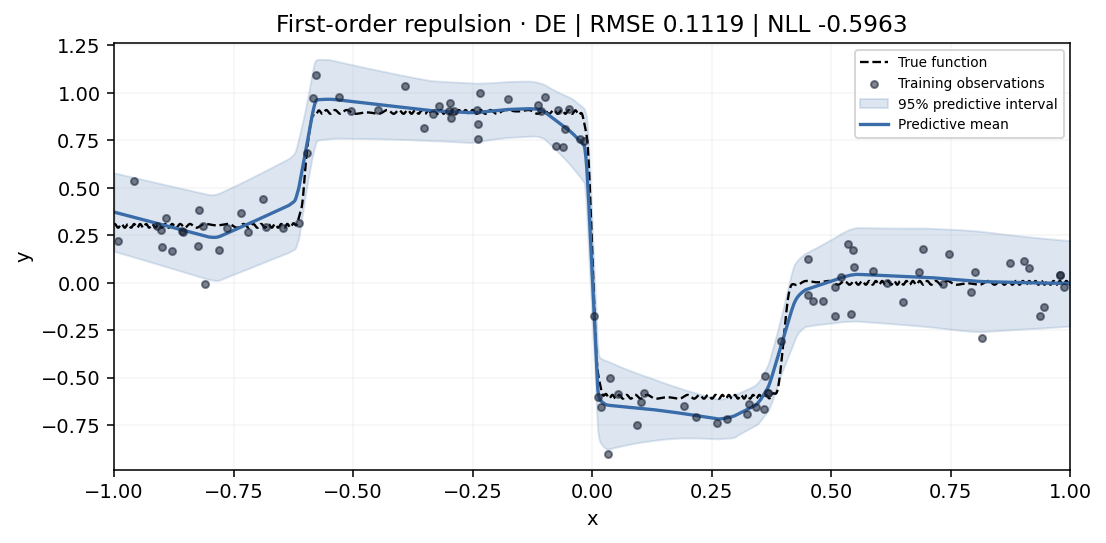 First-order repulsion · DE | RMSE 0.1119 | NLL -0.5963
True function
Training observations
95% predictive interval
Predictive mean
y
1.25
1.00
0.75
0.50
0.25
0.00
−0.25
−0.50
−0.75
−1.00 −0.75 −0.50 −0.25 0.00 0.25 0.50 0.75 1.00
x